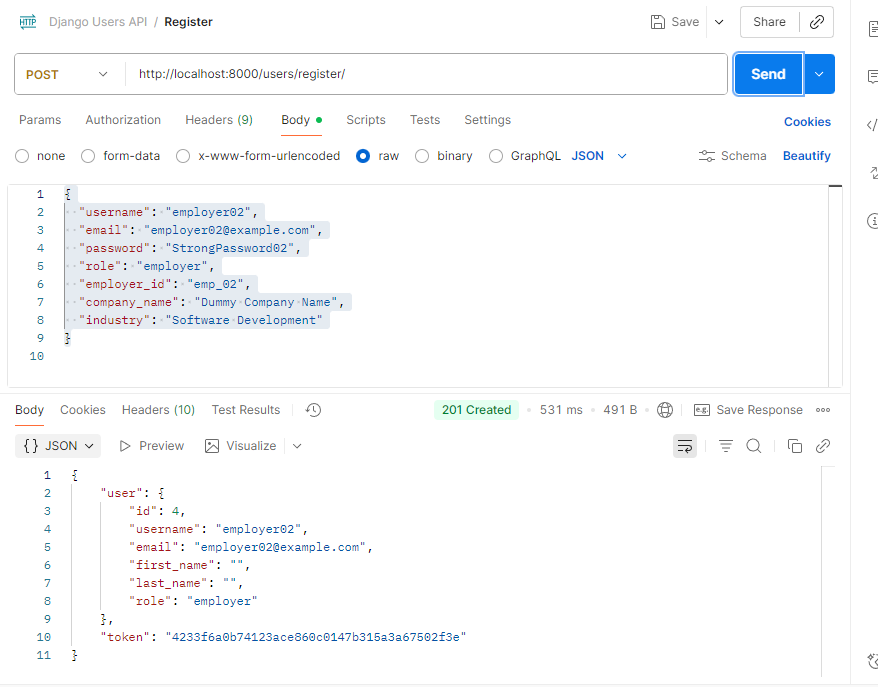 HTTP Django Users API / Register Save Share
POST http://localhost:8000/users/register/ Send
Params Authorization Headers (9) Body Scripts Tests Settings Cookies
none form-data x-www-form-urlencoded raw binary GraphQL JSON Schema Beautify
1 {
2 "username": "employer02",
3 "email": "employer02@example.com",
4 "password": "StrongPassword02",
5 "role": "employer",
6 "employer_id": "emp_02",
7 "company_name": "Dummy Company Name",
8 "industry": "Software Development"
9 }
10
Body Cookies Headers (10) Test Results 201 Created 531 ms 491 B e.g. Save Response
{} JSON Preview Visualize
1 {
2 "user": {
3 "id": 4,
4 "username": "employer02",
5 "email": "employer02@example.com",
6 "first_name": "",
7 "last_name": "",
8 "role": "employer"
9 },
10 "token": "4233f6a0b74123ace860c0147b315a3a67502f3e"
11 }